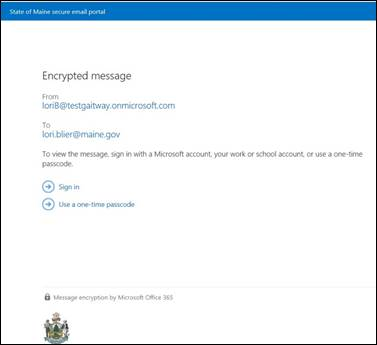 State of Maine secure email portal
Encrypted message
From
lori8@testgaitway.onmicrosoft.com
To
lori.blier@maine.gov
To view the message, sign in with a Microsoft account, your work or school account, or use a one-time
passcode.
Sign in
Use a one-time passcode
Message encryption by Microsoft Office 365